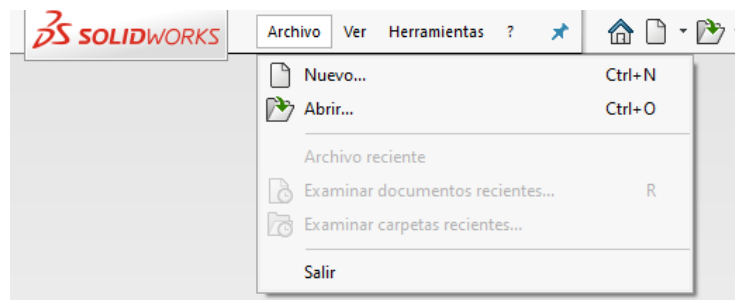 SOLIDWORKS Archivo Ver Herramientas ?
Nuevo... Ctrl+N
Abrir... Ctrl+O
Archivo reciente
Examinar documentos recientes... R
Examinar carpetas recientes...
Salir